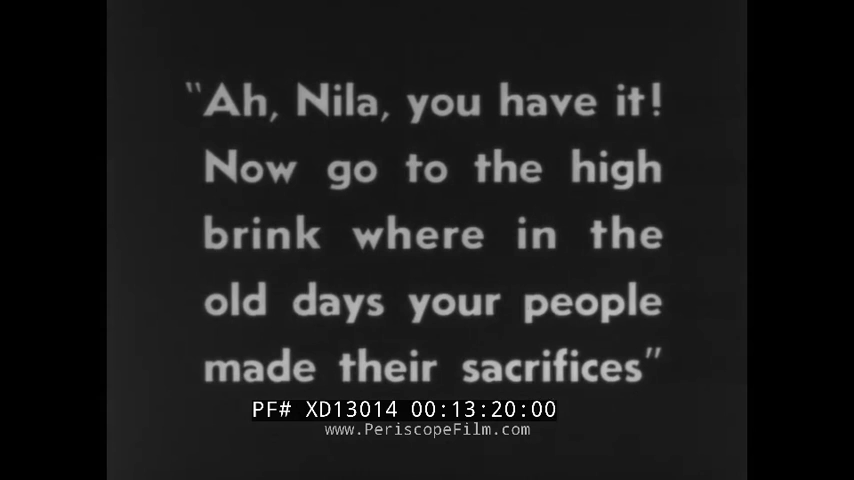 "Ah, Nila, you have it!
Now go to the high
brink where in the
old days your people
made their sacrifices"
PF# XD13014 00:13:20:00
www.PeriscopeFilm.com